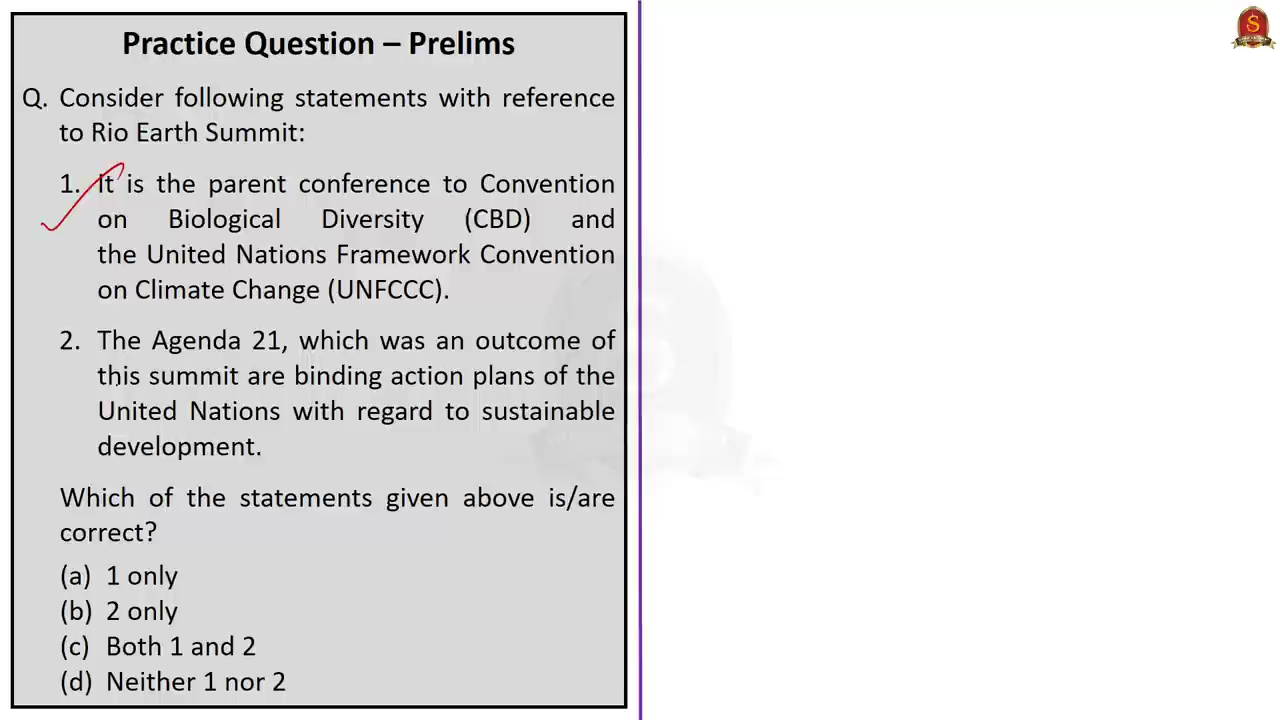 Practice Question – Prelims
Q. Consider following statements with reference
to Rio Earth Summit:
1. It is the parent conference to Convention
on Biological Diversity (CBD) and
the United Nations Framework Convention
on Climate Change (UNFCCC).
2. The Agenda 21, which was an outcome of
this summit are binding action plans of the
United Nations with regard to sustainable
development.
Which of the statements given above is/are
correct?
(a) 1 only
(b) 2 only
(c) Both 1 and 2
(d) Neither 1 nor 2